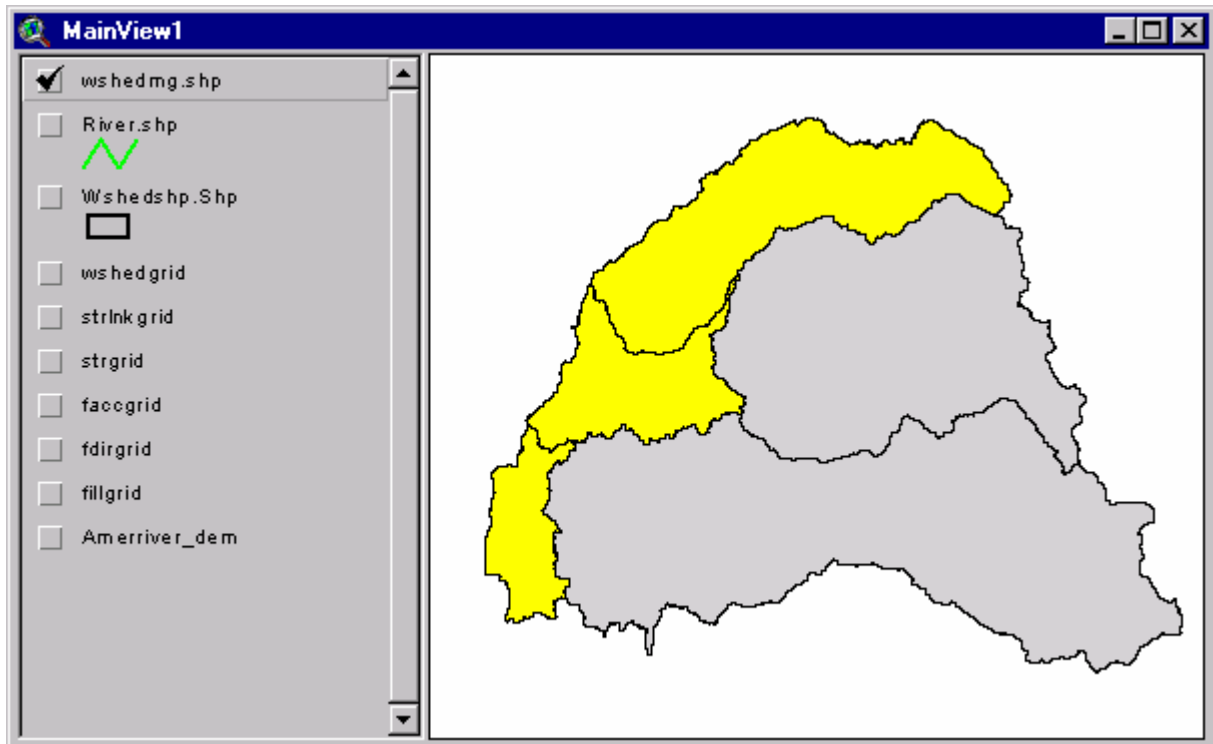 MainView1
wshedmg.shp
River.shp
Wshedshp.Shp
wshedgrid
strlnkgrid
strgrid
faccgrid
fdirgrid
fillgrid
Amerriver_dem